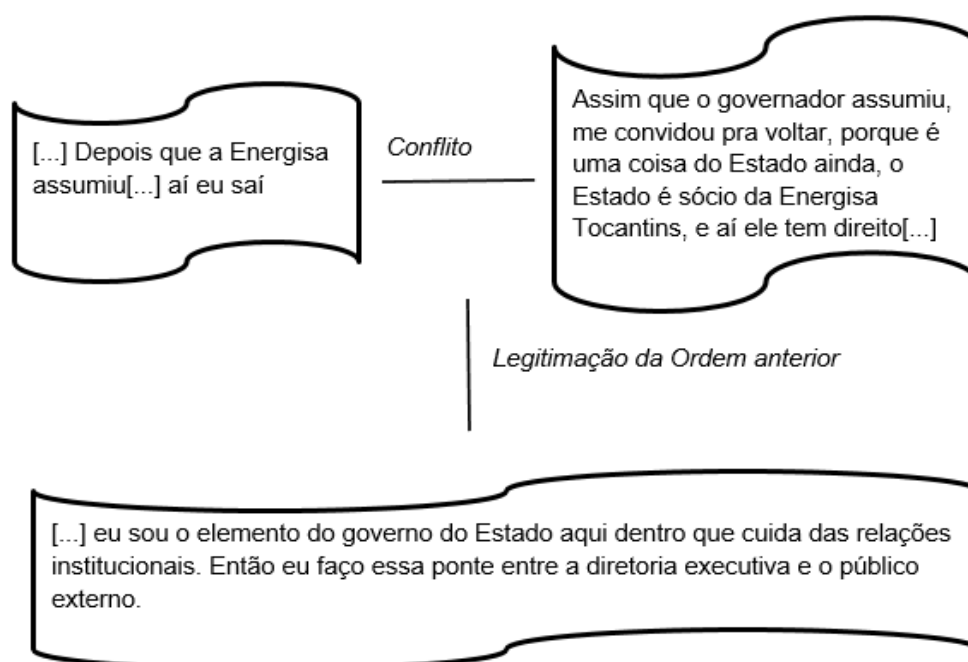 [...] Depois que a Energisa
assumiu[...] aí eu saí
Conflito
Assim que o governador assumiu,
me convidou pra voltar, porque é
uma coisa do Estado ainda, o
Estado é sócio da Energisa
Tocantins, e aí ele tem direito[...]
Legitimação da Ordem anterior
[...] eu sou o elemento do governo do Estado aqui dentro que cuida das relações
institucionais. Então eu faço essa ponte entre a diretoria executiva e o público
externo.